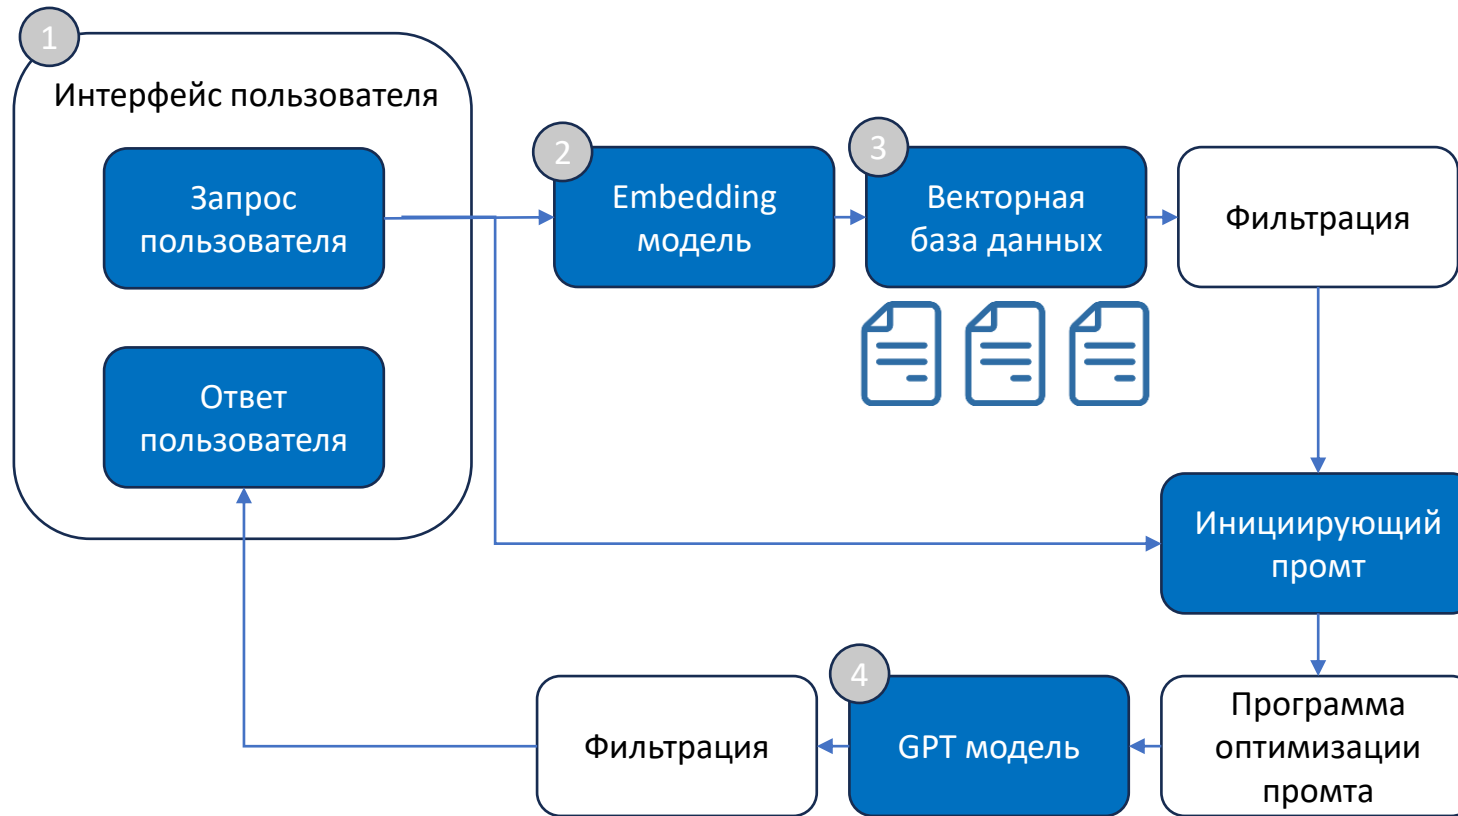 1
Интерфейс пользователя
Запрос
пользователя
Ответ
пользователя
2
Embedding
модель
3
Векторная
база данных
Фильтрация
Инициирующий
промт
Программа
оптимизации
промта
4
GPT модель
Фильтрация